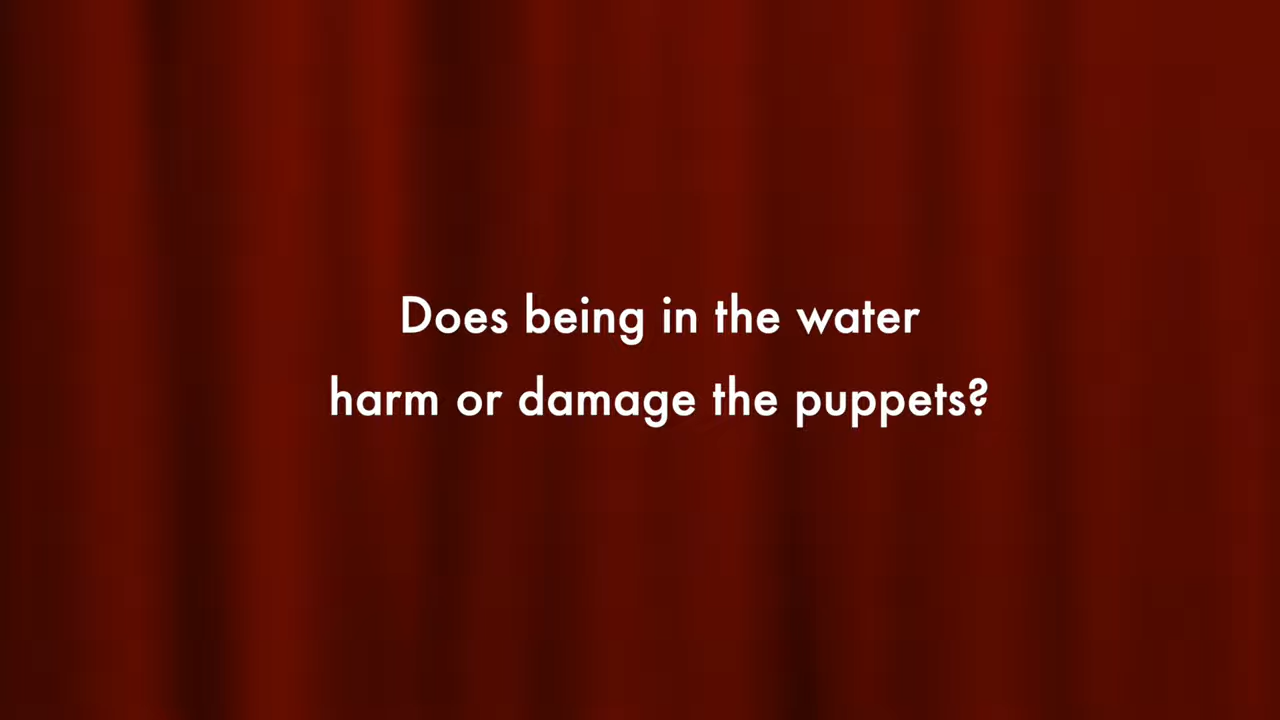 Does being in the water
harm or damage the puppets?